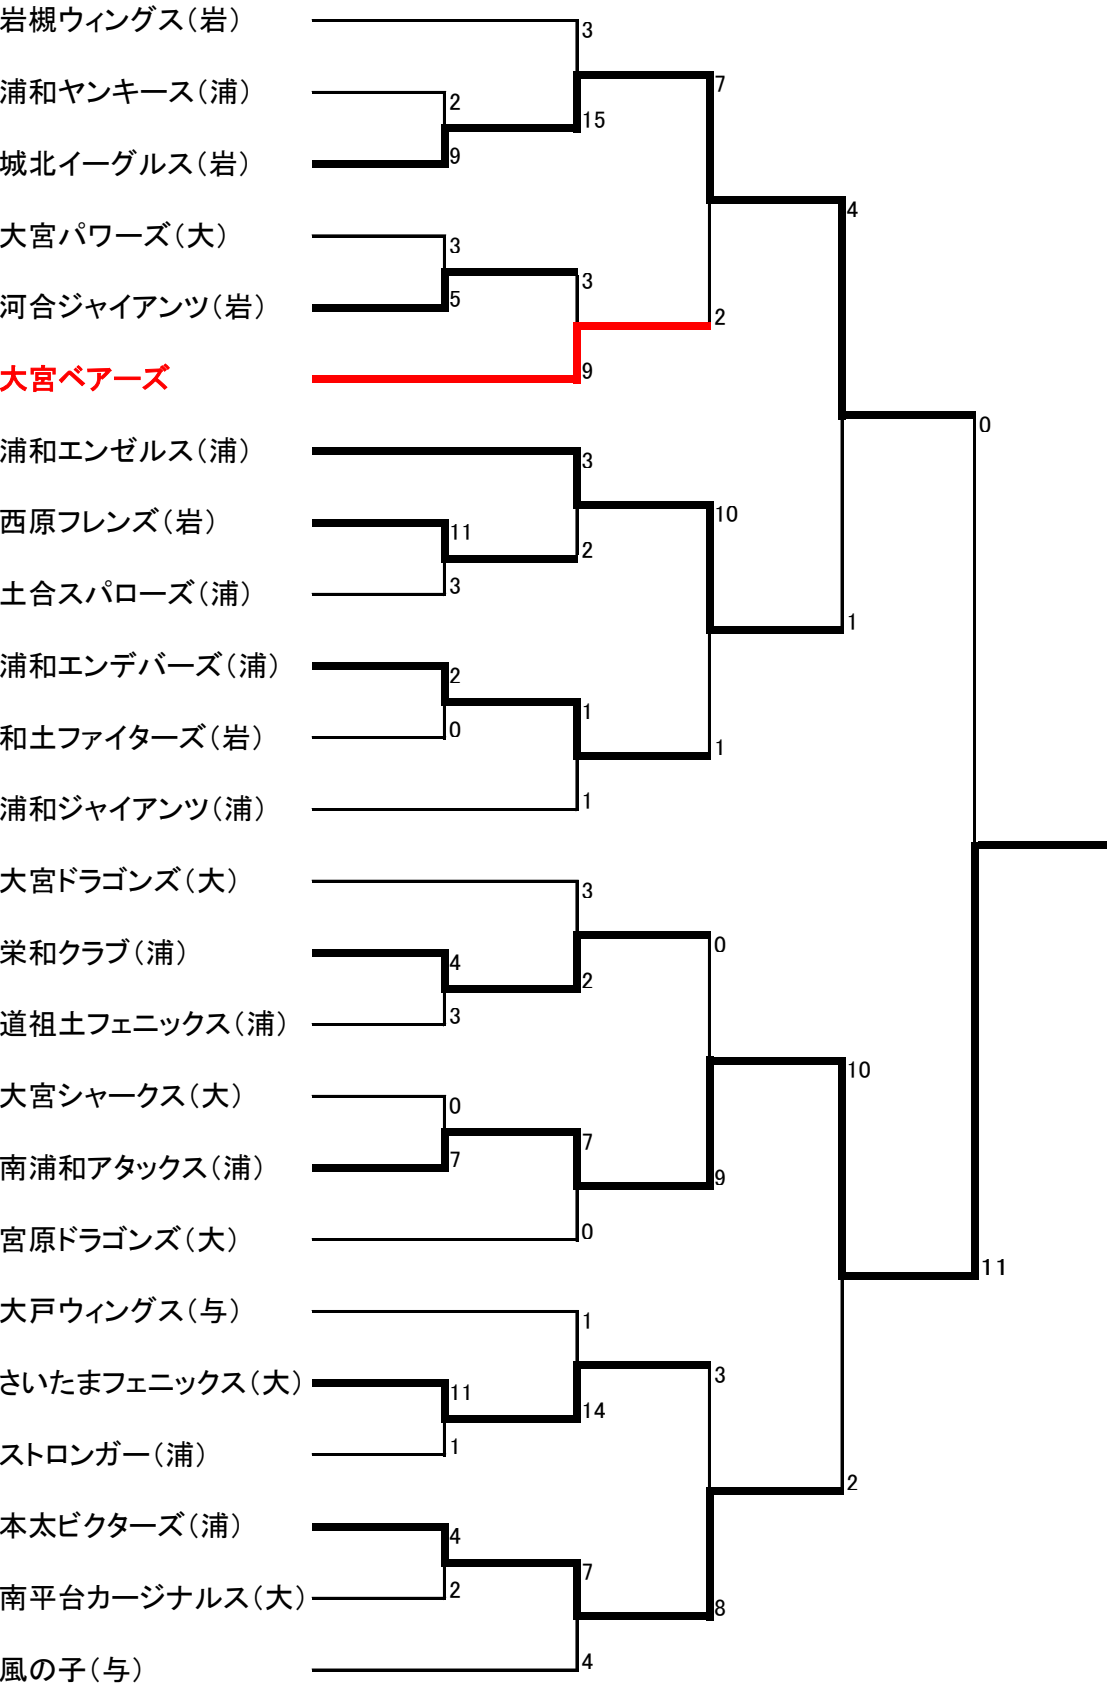 岩槻ウィングス（岩）
3
浦和ヤンキース（浦）
2
7
15
城北イーグルス（岩）
9
大宮パワーズ（大）
3
4
河合ジャイアンツ（岩）
5
3
2
大宮ベアーズ
9
0
浦和エンゼルス（浦）
3
西原フレンズ（岩）
11
10
2
土合スパローズ（浦）
3
1
浦和エンデバーズ（浦）
2
1
和土ファイターズ（岩）
0
1
浦和ジャイアンツ（浦）
1
大宮ドラゴンズ（大）
3
栄和クラブ（浦）
4
0
2
道祖土フェニックス（浦）
3
10
大宮シャークス（大）
0
7
南浦和アタックス（浦）
7
9
宮原ドラゴンズ（大）
0
11
大戸ウィングス（与）
1
さいたまフェニックス（大）
11
3
14
ストロンガー（浦）
1
2
本太ビクターズ（浦）
4
7
南平台カージナルス（大）
2
8
風の子（与）
4